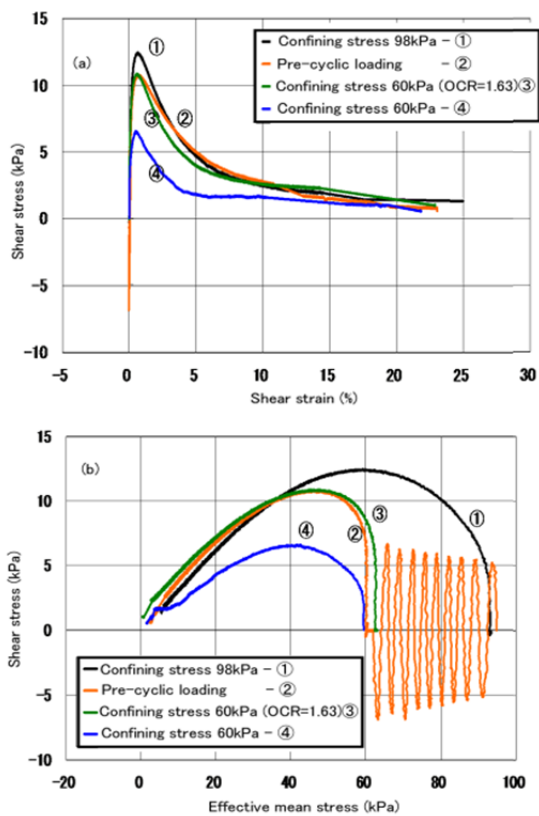 15
(a)
①
Confining stress 98kPa - ①
Pre-cyclic loading - ②
Confining stress 60kPa (OCR=1.63)③
Confining stress 60kPa - ④
10
③
②
5
④
0
-5
-10
Shear stress (kPa)
-5
0
5
10
15
20
25
30
Shear strain (%)
15
(b)
10
①
③
②
④
5
0
-5
-10
Shear stress (kPa)
Confining stress 98kPa - ①
Pre-cyclic loading - ②
Confining stress 60kPa (OCR=1.63)③
Confining stress 60kPa - ④
-20
0
20
40
60
80
100
Effective mean stress (kPa)